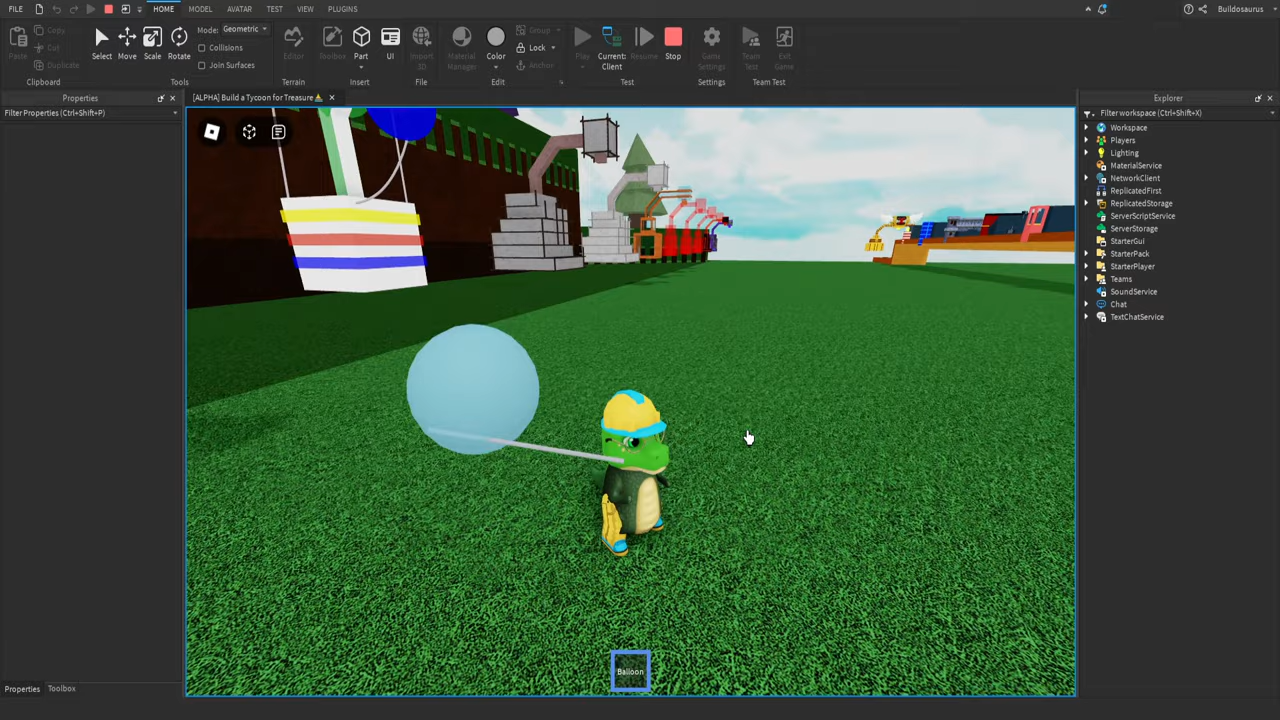 FILE HOME MODEL AVATAR TEST VIEW PLUGINS Buildosaurus
Copy
Cut
Duplicate
Paste
Clipboard
Select Move Scale Rotate
Mode: Geometric
Collisions
Join Surfaces
Tools
Editor
Terrain
Toolbox Part UI
Insert
Import
3D
File
Material
Manager
Color
Group
Lock
Anchor
Edit
Play
Current:
Client
Resume
Stop
Test
Game
Settings
Settings
Team
Test
Exit
Game
Team Test
Properties
Filter Properties (Ctrl+Shift+P)
[ALPHA] Build a Tycoon for Treasure
Explorer
Filter workspace (Ctrl+Shift+X)
Workspace
Players
Lighting
MaterialService
NetworkClient
ReplicatedFirst
ReplicatedStorage
ServerScriptService
ServerStorage
StarterGui
StarterPack
StarterPlayer
Teams
SoundService
Chat
TextChatService
Balloon
Properties Toolbox